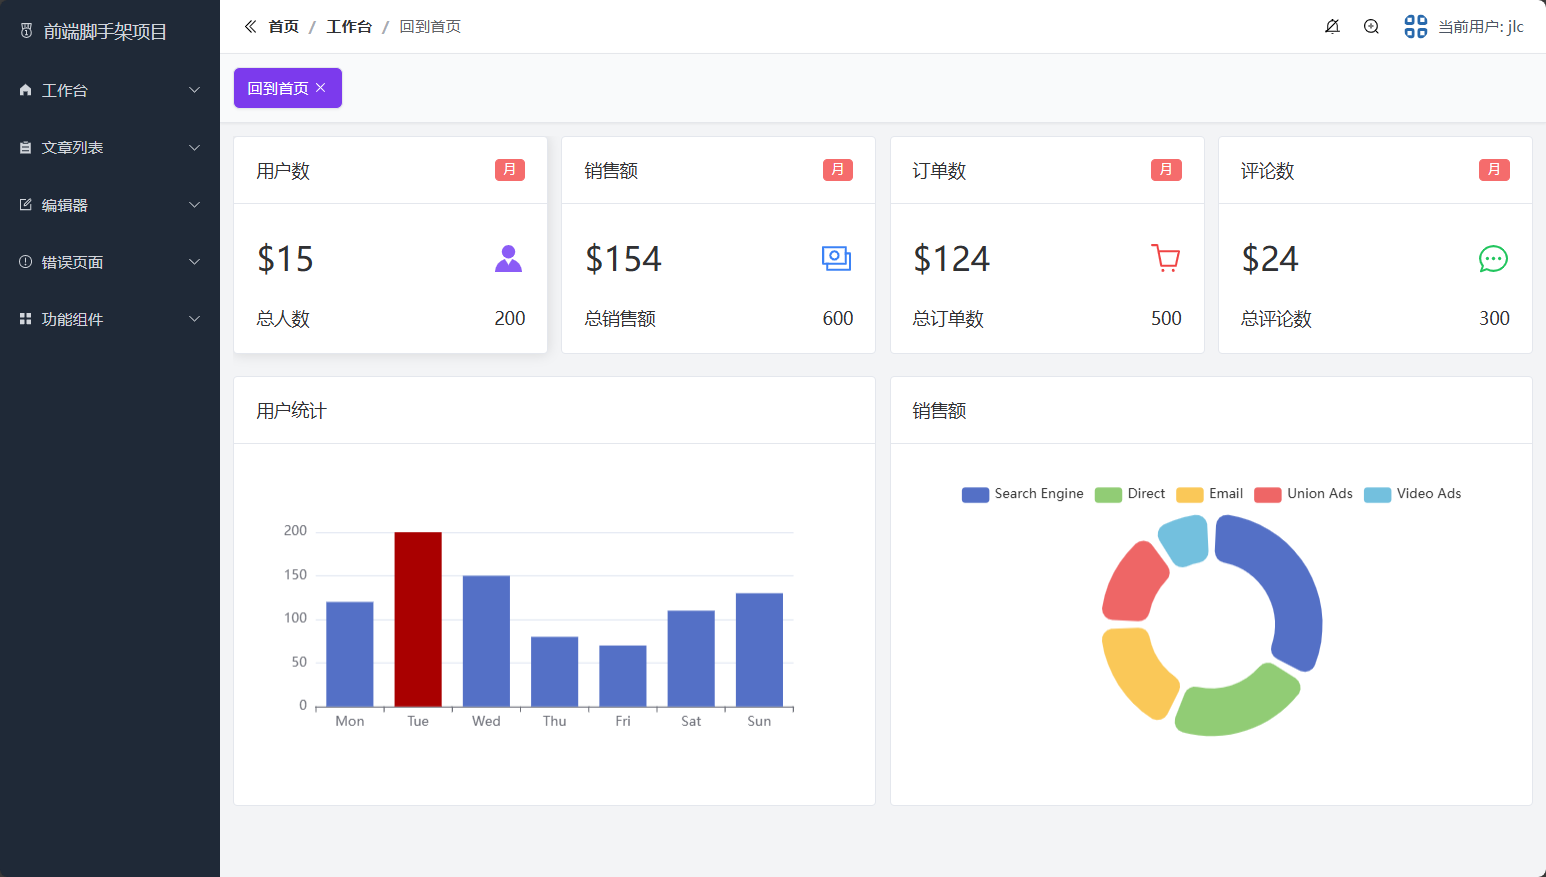 前端脚手架项目
工作台
文章列表
编辑器
错误页面
功能组件
首页 / 工作台 / 回到首页
当前用户: jlc
回到首页
用户数 月
$15
总人数 200
销售额 月
$154
总销售额 600
订单数 月
$124
总订单数 500
评论数 月
$24
总评论数 300
用户统计
200
150
100
50
0
Mon Tue Wed Thu Fri Sat Sun
销售额
Search Engine Direct Email Union Ads Video Ads